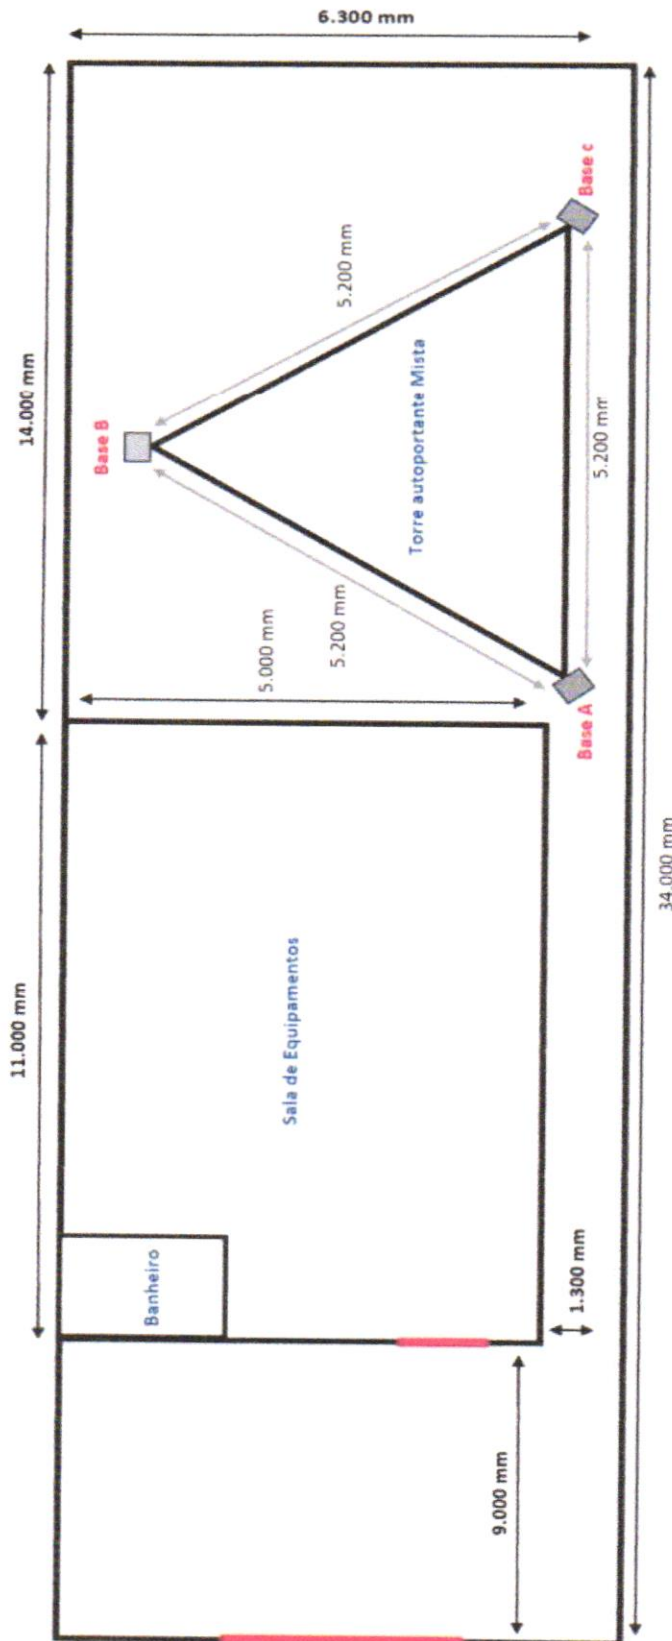 6.300 mm
14.000 mm
Base B
Base c
5.200 mm
Torre autoportante Mista
5.200 mm
5.200 mm
5.000 mm
Base A
11.000 mm
34.000 mm
Sala de Equipamentos
Banheiro
1.300 mm
9.000 mm